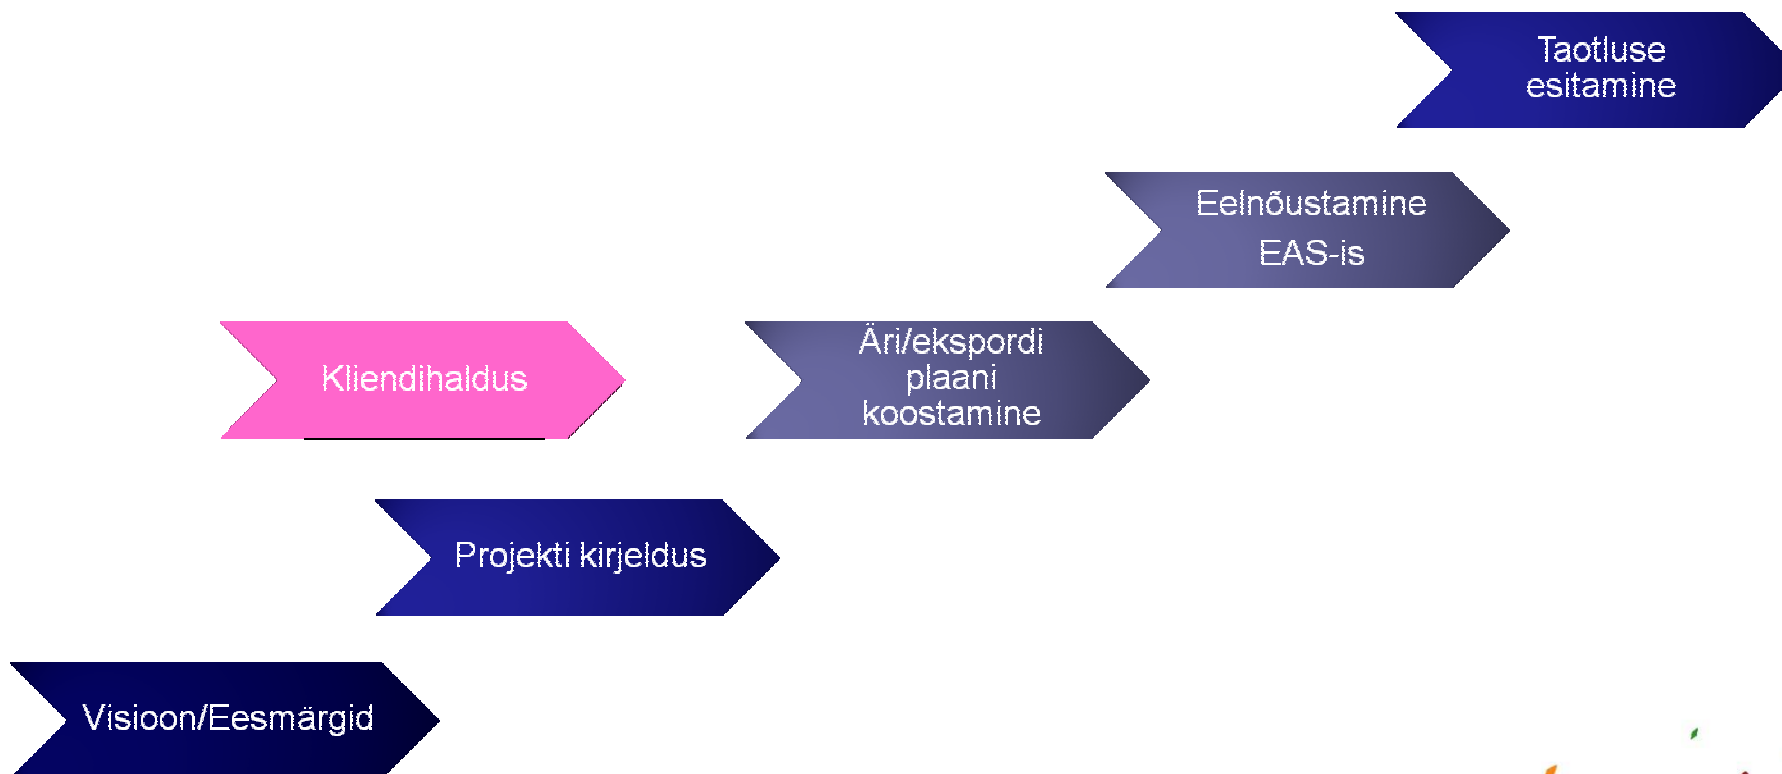 Taotluse
esitamine
Eelnõustamine
EAS-is
Kliendihaldus
Äri/ekspordi
plaani
koostamine
Projekti kirjeldus
Visioon/Eesmärgid